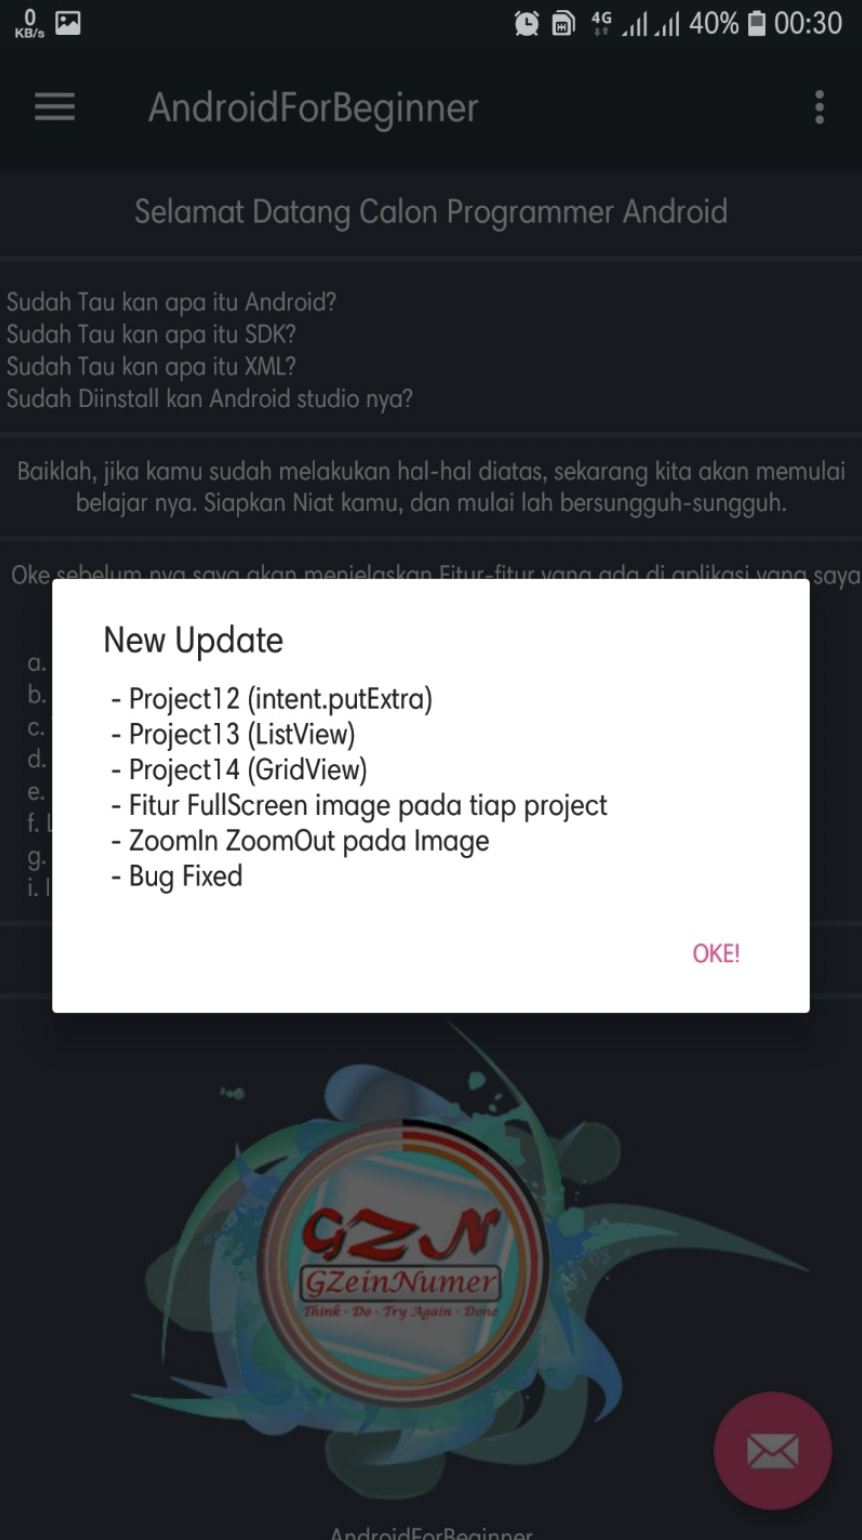 0
KB/s
4G
40%
00:30
AndroidForBeginner
Selamat Datang Calon Programmer Android
Sudah Tau kan apa itu Android?
Sudah Tau kan apa itu SDK?
Sudah Tau kan apa itu XML?
Sudah Diinstall kan Android studio nya?
Baiklah, jika kamu sudah melakukan hal-hal diatas, sekarang kita akan memulai
belajar nya. Siapkan Niat kamu, dan mulai lah bersungguh-sungguh.
Oke sebelum nya saya akan menjelaskan Fitur-fitur yang ada di aplikasi yang saya
a.
b.
c.
d.
e.
f.
g.
i.
New Update
- Project12 (intent.putExtra)
- Project13 (ListView)
- Project14 (GridView)
- Fitur FullScreen image pada tiap project
- ZoomIn ZoomOut pada Image
- Bug Fixed
OKE!
GZN
GZeinNumer
Think - Do - Try Again - Done
AndroidForBeginner